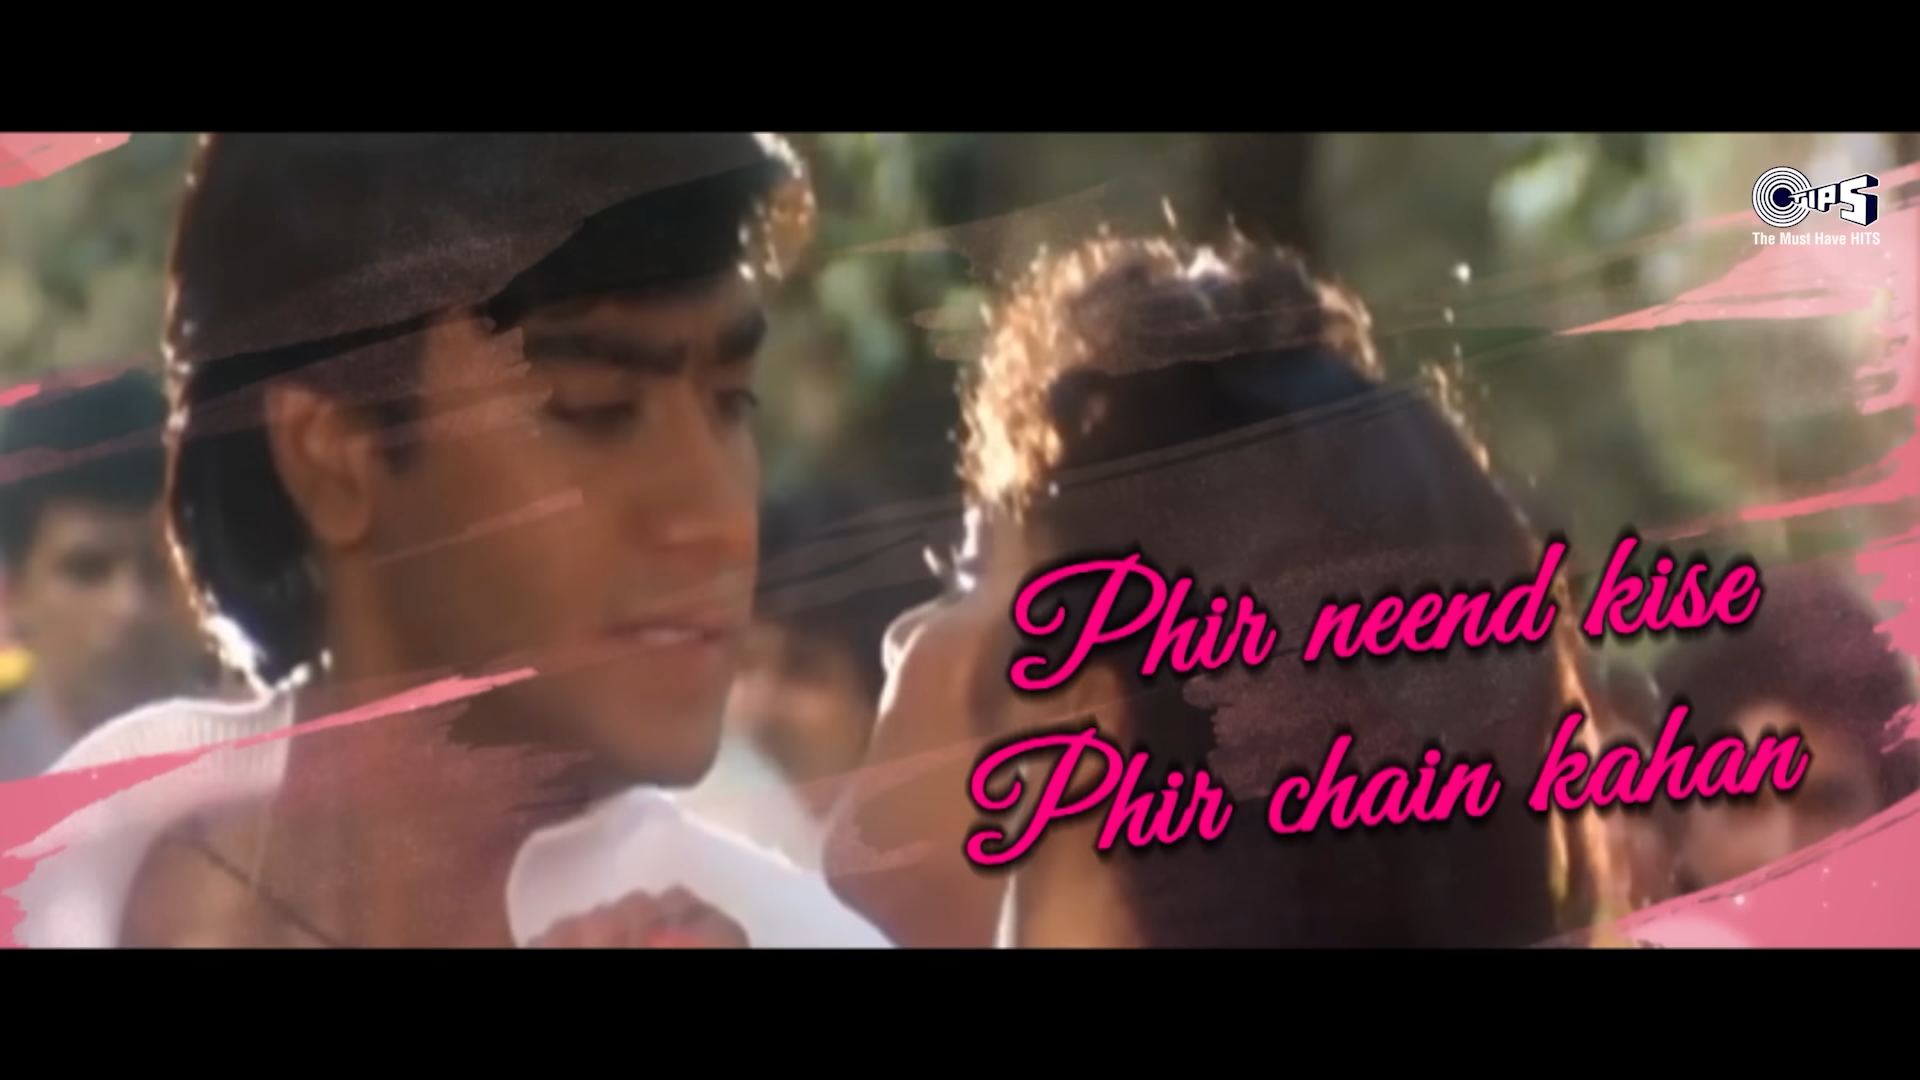 TIPS
The Must Have HITS
Phir neend kise
Phir chain kahan